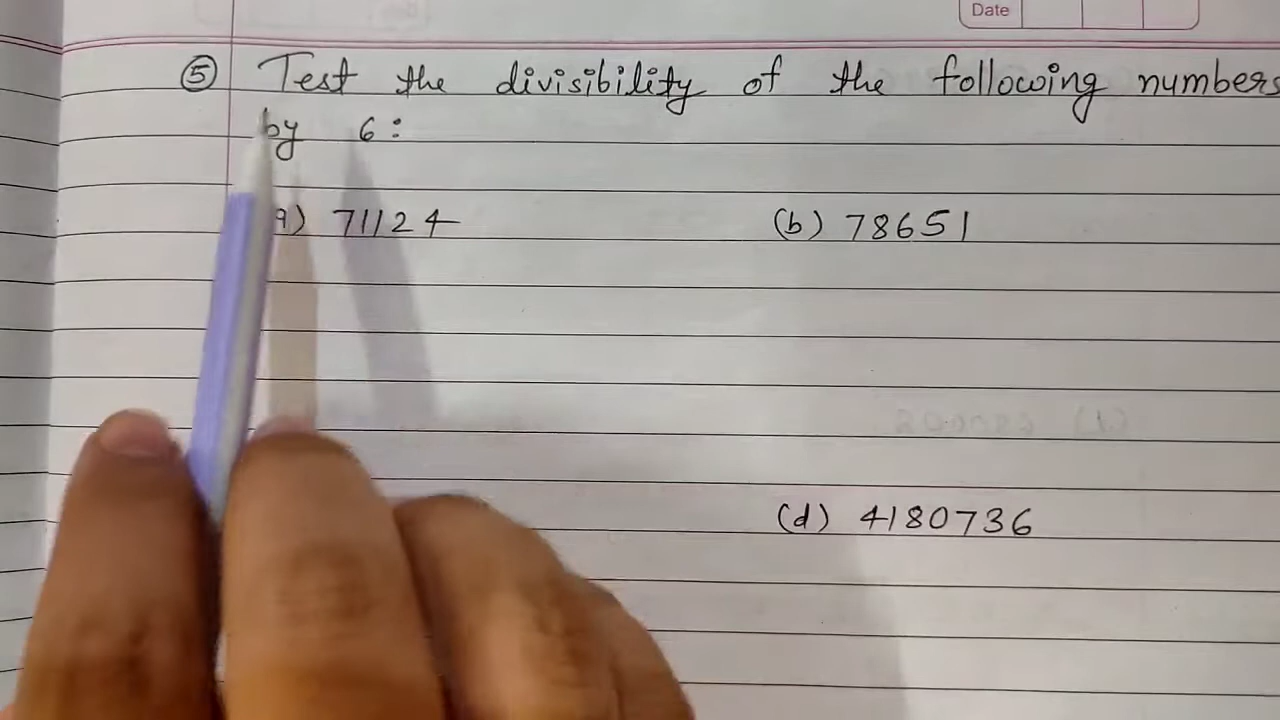 Date
⑤ Test the divisibility of the following numbers
by 6:
a) 71124 (b) 78651
(d) 4180736